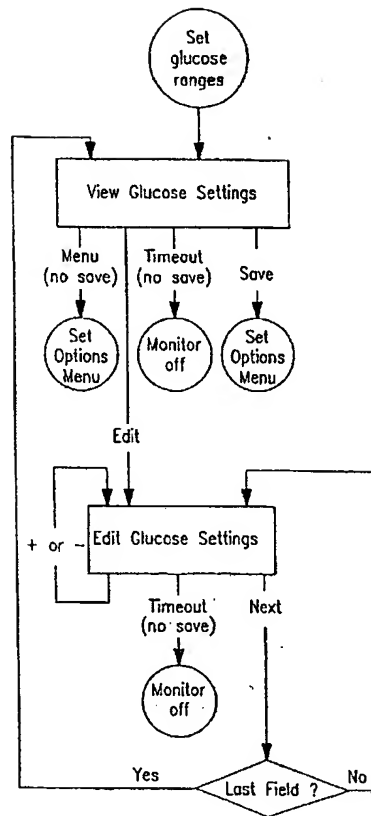 Set
glucose
ranges
View Glucose Settings
Menu
(no save)
Timeout
(no save)
Save
Set
Options
Menu
Monitor
off
Set
Options
Menu
Edit
+ or -
Edit Glucose Settings
Timeout
(no save)
Next
Monitor
off
Yes
Last Field ?
No